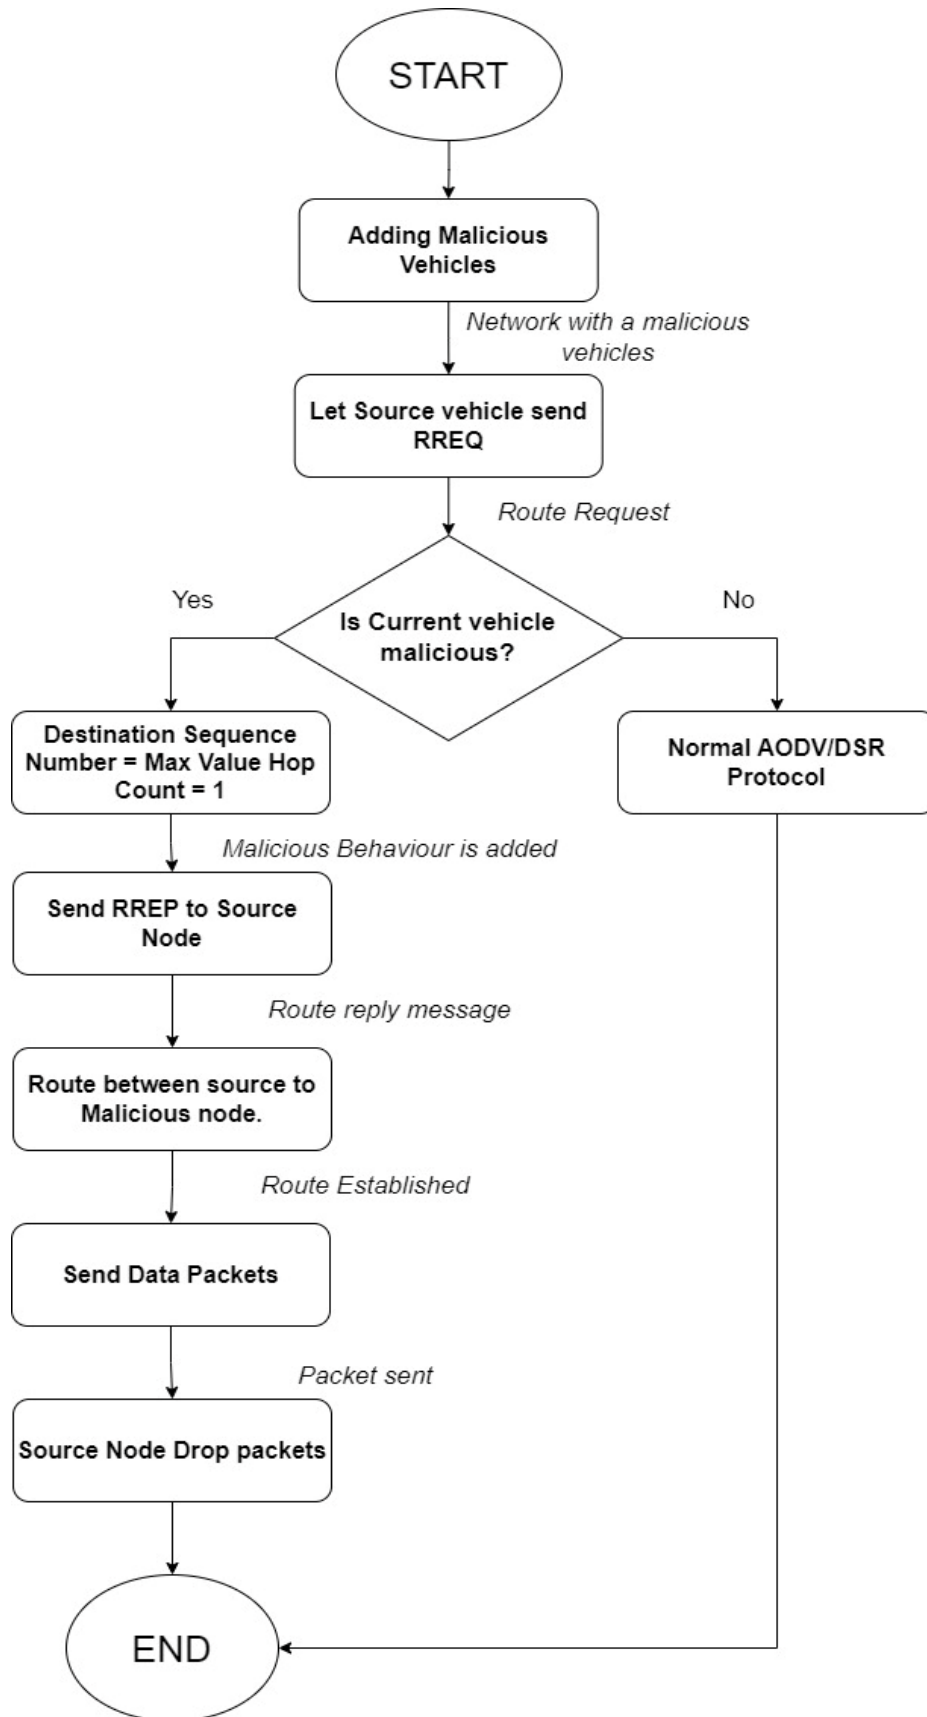 START
Adding Malicious
Vehicles
Network with a malicious
vehicles
Let Source vehicle send
RREQ
Route Request
Yes
No
Is Current vehicle
malicious?
Destination Sequence
Number = Max Value Hop
Count = 1
Normal AODV/DSR
Protocol
Malicious Behaviour is added
Send RREP to Source
Node
Route reply message
Route between source to
Malicious node.
Route Established
Send Data Packets
Packet sent
Source Node Drop packets
END